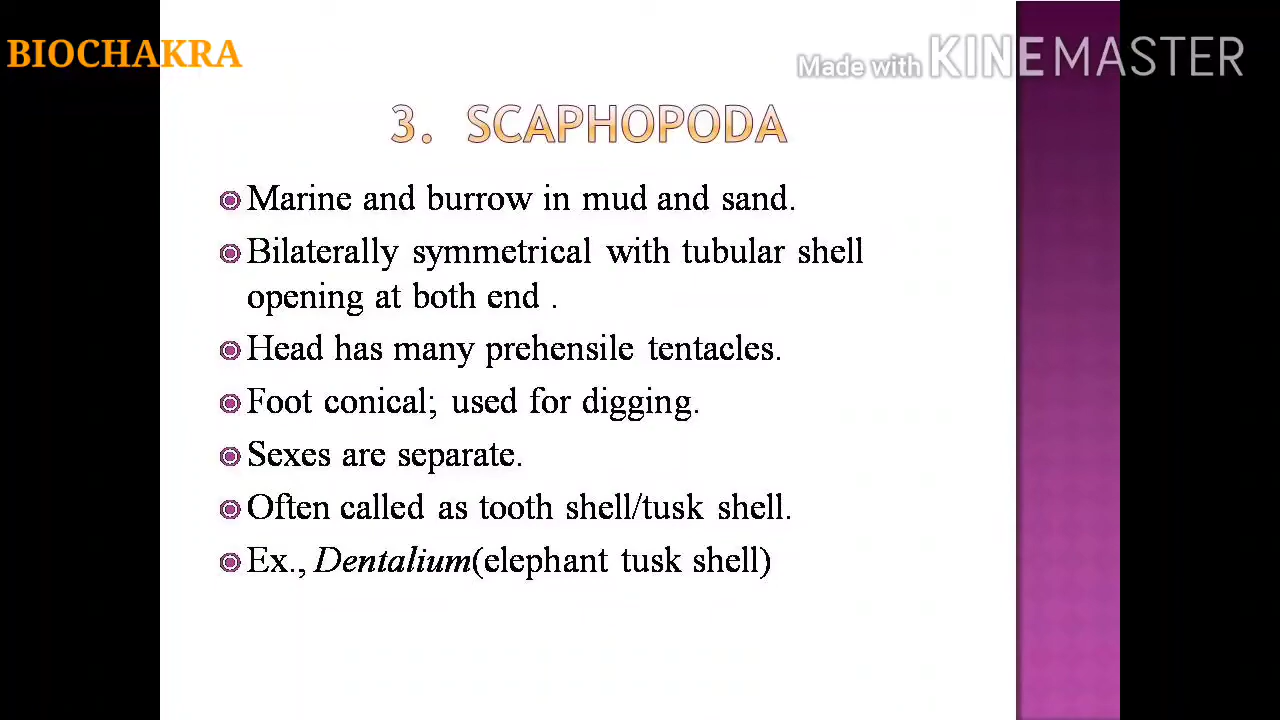 BIOCHAKRA
Made with KINEMASTER
3. SCAPHOPODA
Marine and burrow in mud and sand.
Bilaterally symmetrical with tubular shell
opening at both end .
Head has many prehensile tentacles.
Foot conical; used for digging.
Sexes are separate.
Often called as tooth shell/tusk shell.
Ex., Dentalium(elephant tusk shell)